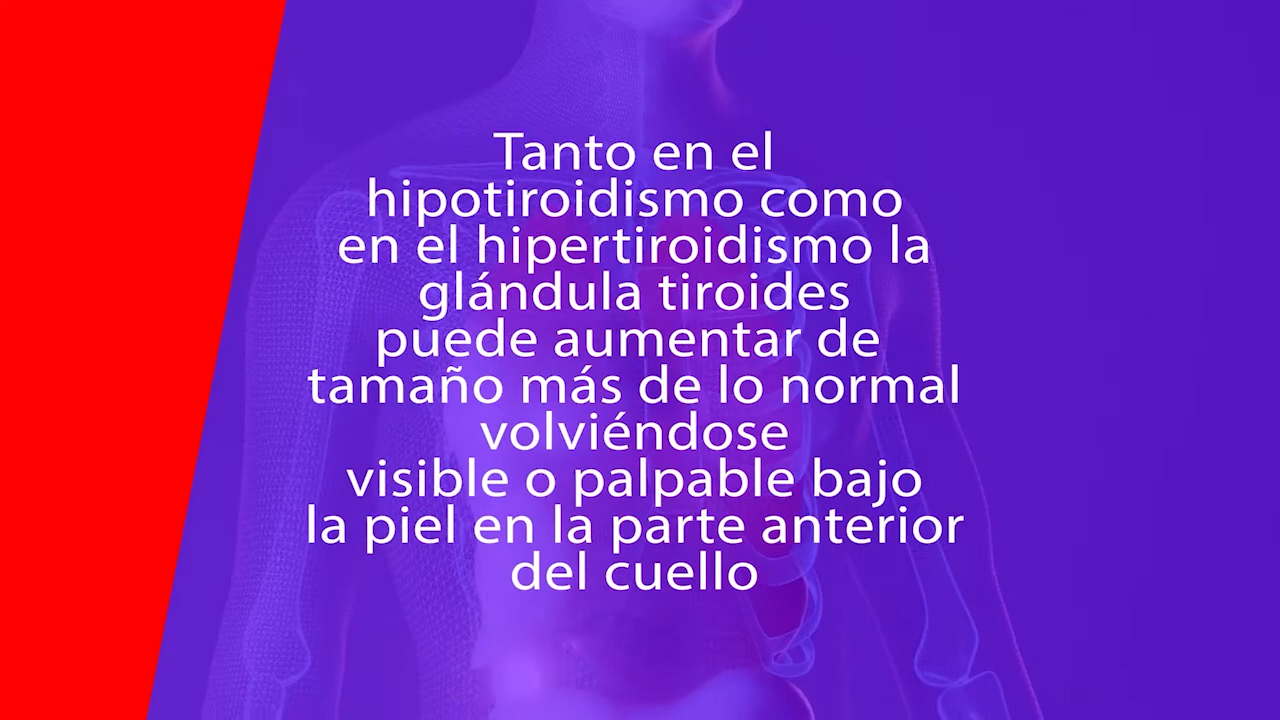 Tanto en el
hipotiroidismo como
en el hipertiroidismo la
glándula tiroides
puede aumentar de
tamaño más de lo normal
volviéndose
visible o palpable bajo
la piel en la parte anterior
del cuello